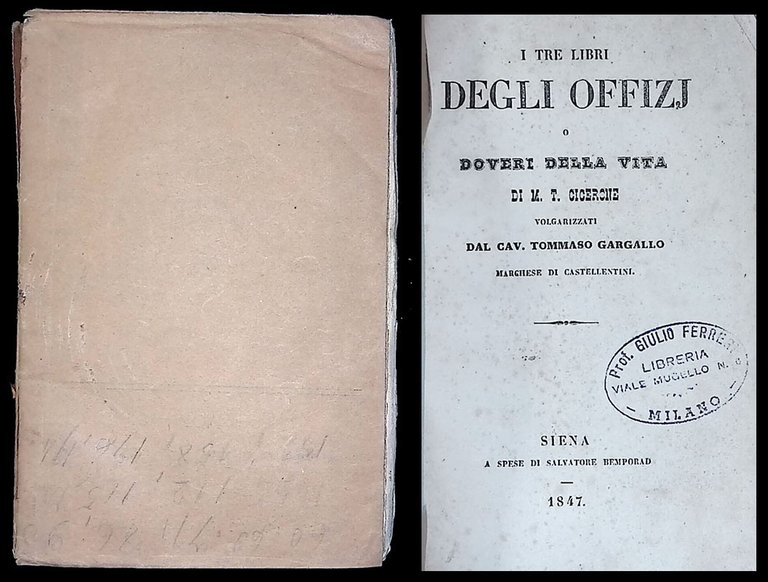 I TRE LIBRI
DEGLI OFFIZJ
O
DOVERI DELLA VITA
DI M. T. CICERONE
VOLGARIZZATI
DAL CAV. TOMMASO GARGALLO
MARCHESE DI CASTELLENTINI.
Prof. GIULIO
LIBRERIA
VIALE MUGELLO N.
– MILANO –
SIENA
A SPESE DI SALVATORE BEMPORAD
1847.